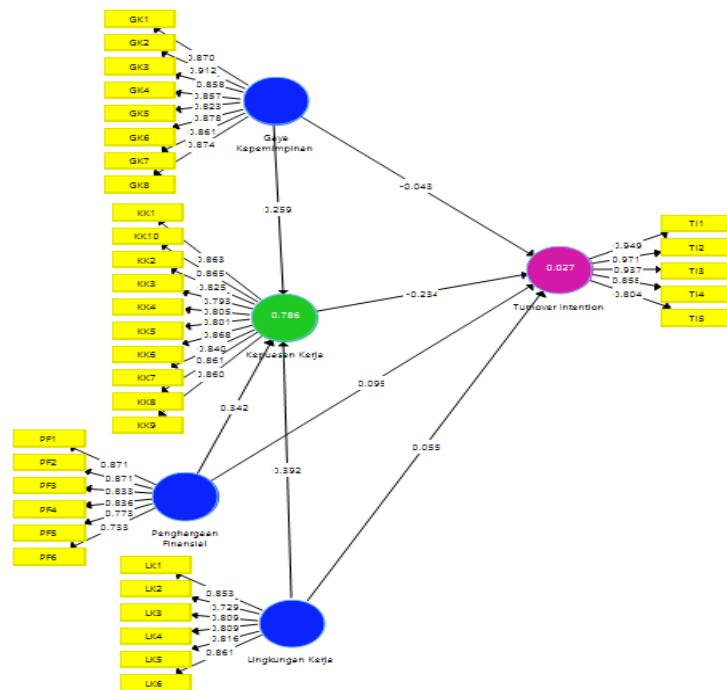 GK1
GK2
GK3
GK4
GK5
GK6
GK7
GK8
0.870
0.912
0.858
0.857
0.823
0.878
0.861
0.874
Gaya
Kepemimpinan
-0.043
0.259
KK1
KK10
KK2
KK3
KK4
KK5
KK6
KK7
KK8
KK9
0.863
0.865
0.825
0.793
0.805
0.801
0.868
0.840
0.861
0.860
0.786
Kepuasan Kerja
-0.234
0.027
Turnover Intention
0.949
0.971
0.937
0.804
TI1
TI2
TI3
TI4
TI5
0.342
0.392
0.055
PF1
PF2
PF3
PF4
PF5
PF6
0.871
0.871
0.833
0.836
0.773
0.733
Penghargaan
Finansial
LK1
LK2
LK3
LK4
LK5
LK6
0.853
0.729
0.809
0.809
0.816
0.861
Lingkungan Kerja